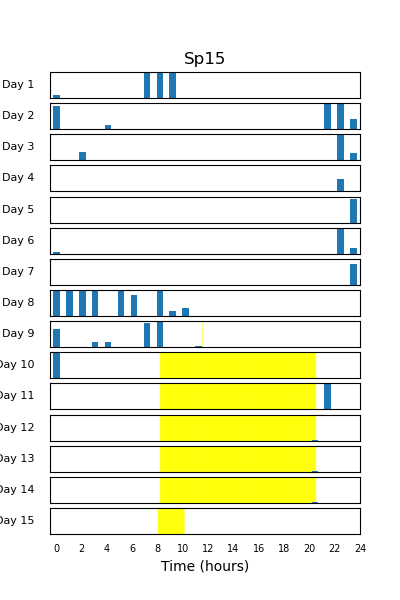 Sp15
Day 1
Day 2
Day 3
Day 4
Day 5
Day 6
Day 7
Day 8
Day 9
Day 10
Day 11
Day 12
Day 13
Day 14
Day 15
0 2 4 6 8 10 12 14 16 18 20 22 24
Time (hours)